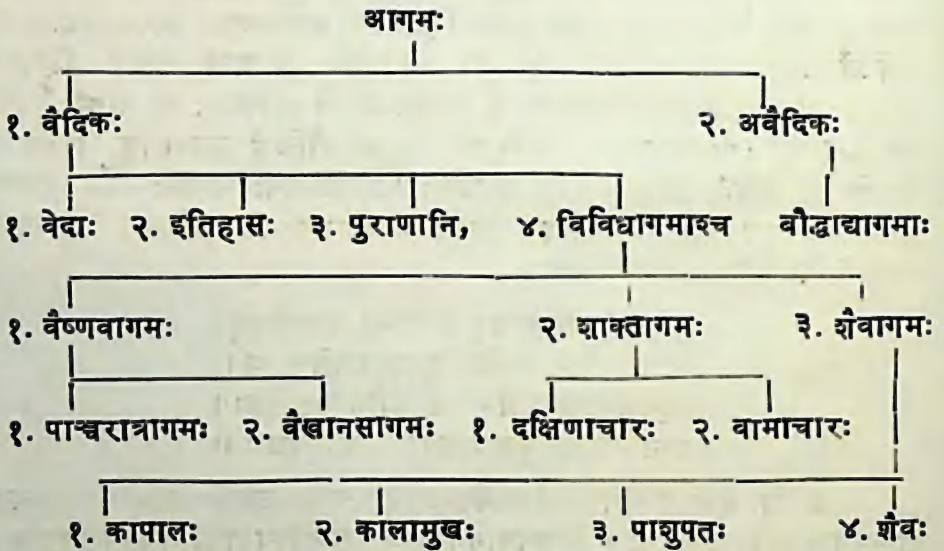 आगमः
१. वैदिकः २. अवैदिकः
१. वेदाः २. इतिहासः ३. पुराणानि, ४. विविधागमाश्च बौद्धाद्यागमाः
१. वैष्णवागमः २. शाक्तागमः ३. शैवागमः
१. पाञ्चरात्रागमः २. वैखानसागमः १. दक्षिणाचारः २. वामाचारः
१. कापालः २. कालामुखः ३. पाशुपतः ४. शैवः